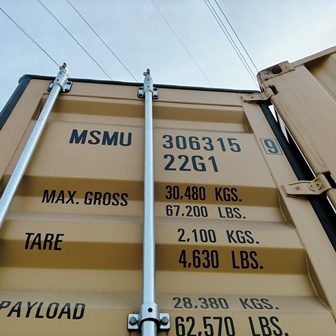 MSMU 306315 9
22G1
MAX. GROSS 30,480 KGS.
67,200 LBS.
TARE 2,100 KGS.
4,630 LBS.
PAYLOAD 28,380 KGS.
62,570 LBS.